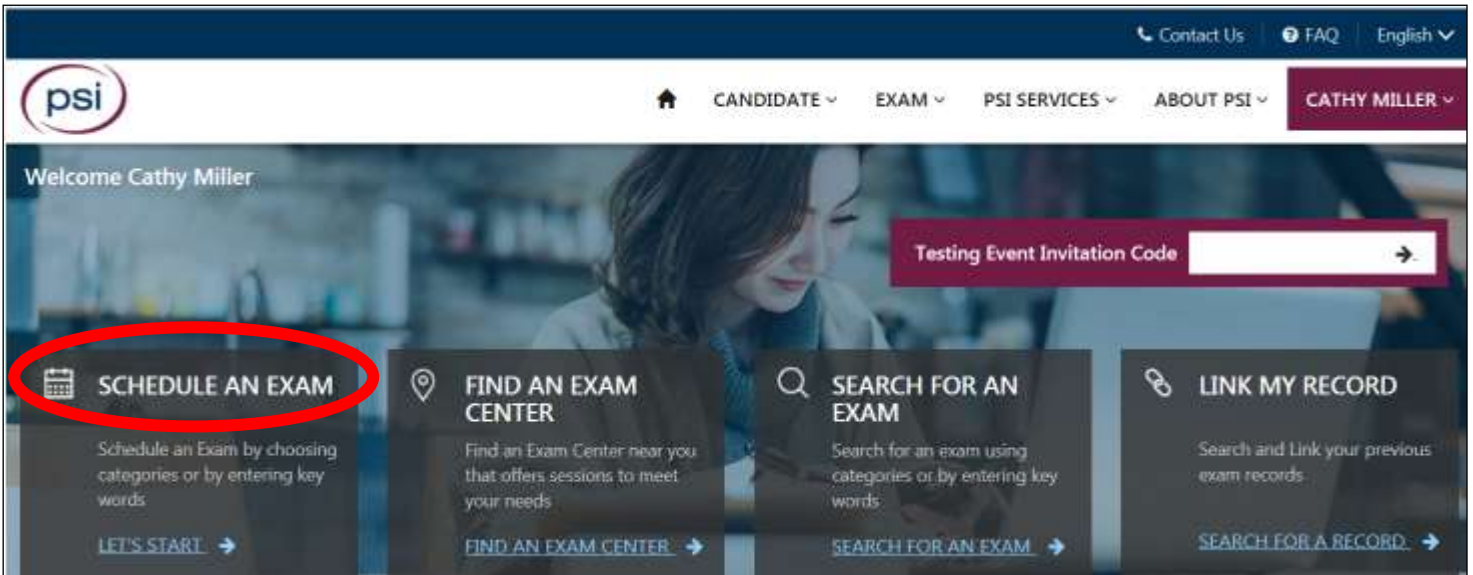 Contact Us FAQ English
psi
CANDIDATE EXAM PSI SERVICES ABOUT PSI CATHY MILLER
Welcome Cathy Miller
Testing Event Invitation Code
SCHEDULE AN EXAM
Schedule an Exam by choosing
categories or by entering key
words
LET'S START
FIND AN EXAM
CENTER
Find an Exam Center near you
that offers sessions to meet
your needs
FIND AN EXAM CENTER
SEARCH FOR AN
EXAM
Search for an exam using
categories or by entering key
words
SEARCH FOR AN EXAM
LINK MY RECORD
Search and Link your previous
exam records
SEARCH FOR A RECORD